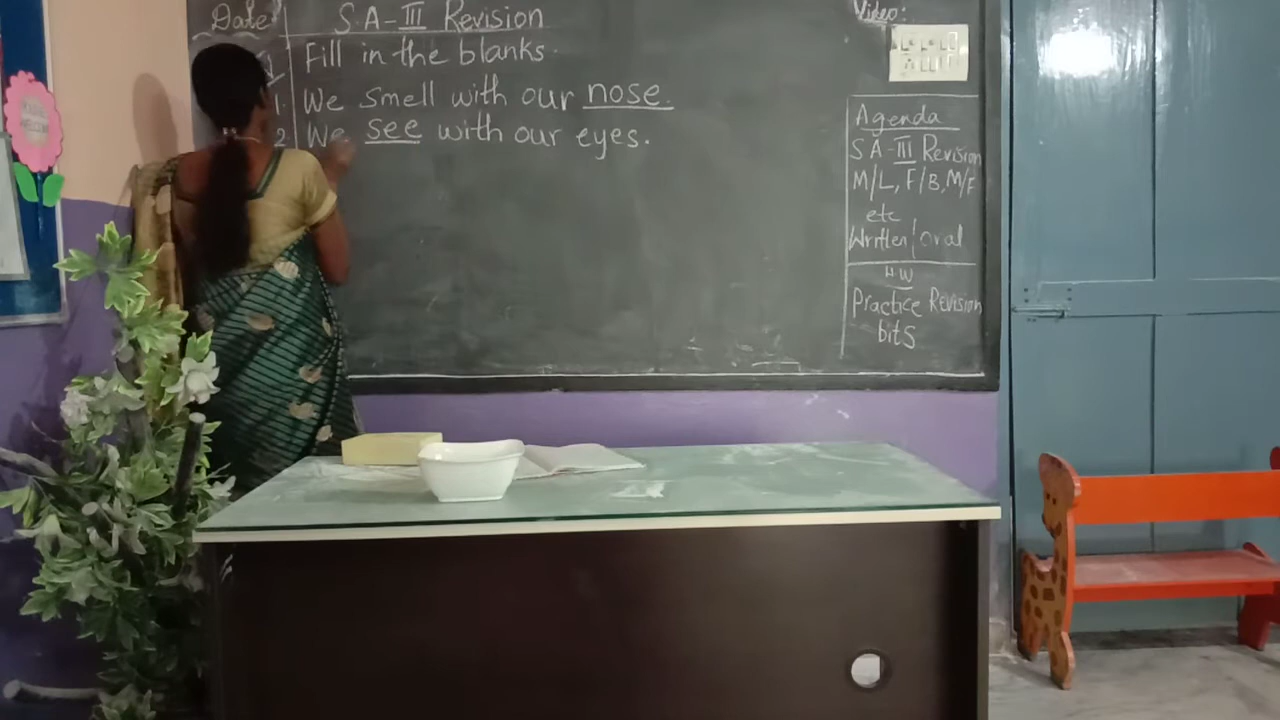 Date
S.A-III Revision
Fill in the blanks.
1. We smell with our nose.
2 We see with our eyes.
Video:
Agenda
SA-III Revision
M/L, F/B, M/F
etc
Written/oral
HW
Practice Revision
bits